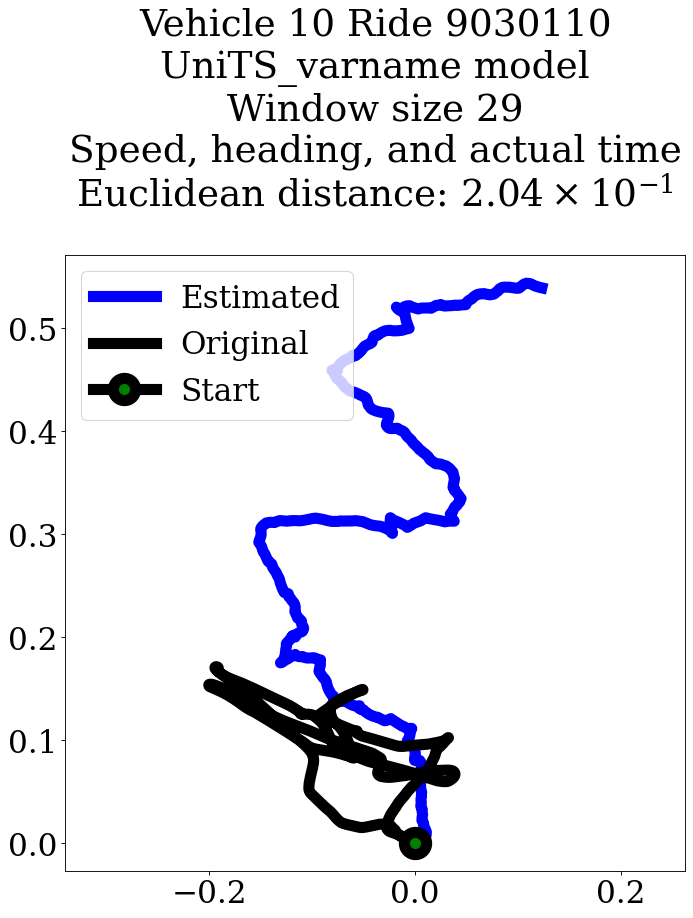 Vehicle 10 Ride 9030110
UniTS_varname model
Window size 29
Speed, heading, and actual time
Euclidean distance: 2.04 × 10⁻¹
Estimated
Original
Start
0.5
0.4
0.3
0.2
0.1
0.0
−0.2 0.0 0.2